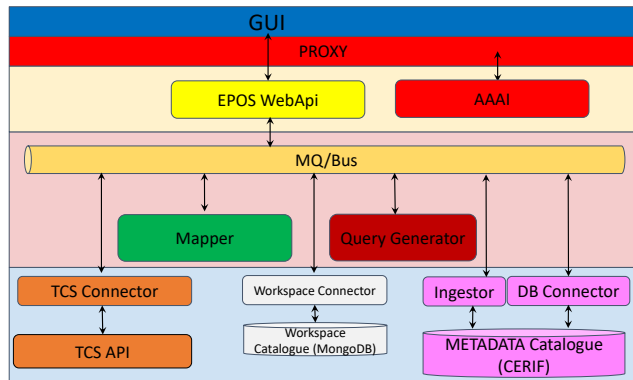 GUI
PROXY
EPOS WebApi
AAAI
MQ/Bus
Mapper
Query Generator
TCS Connector
Workspace Connector
Ingestor
DB Connector
Workspace
Catalogue (MongoDB)
TCS API
METADATA Catalogue
(CERIF)